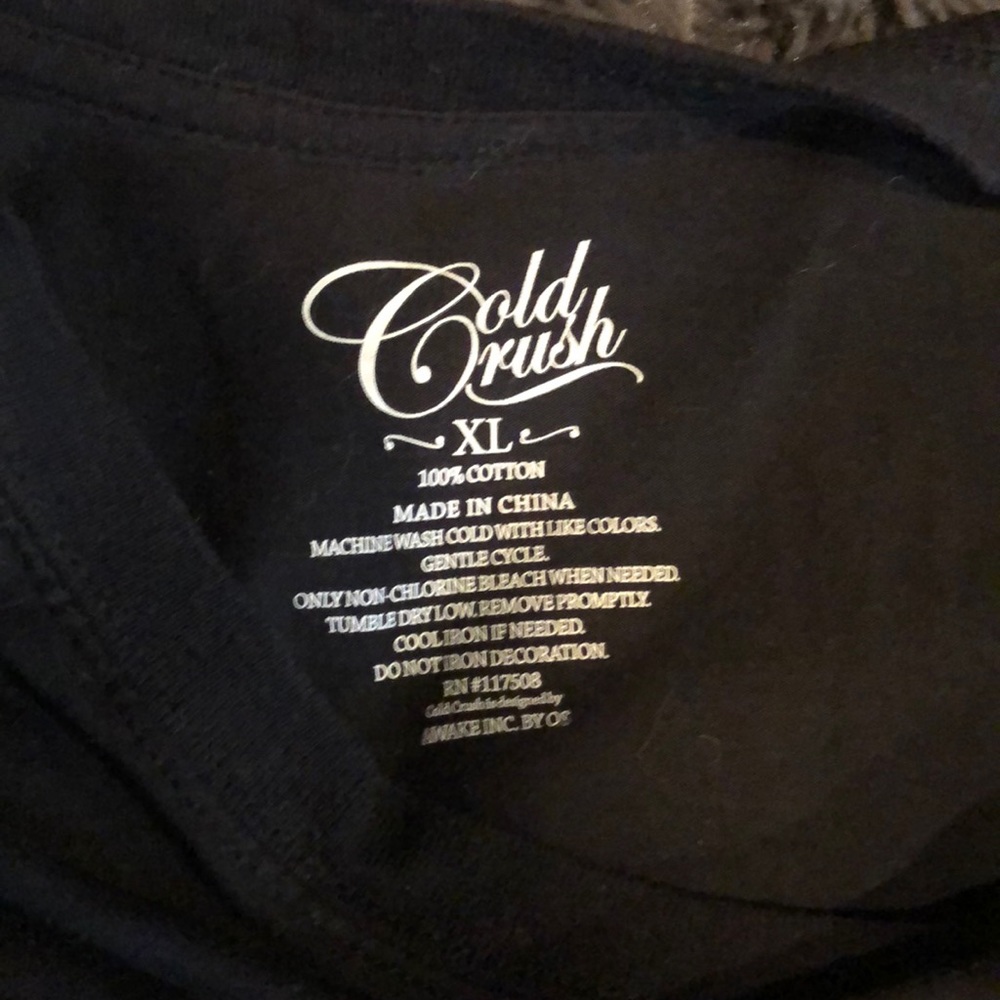 Cold
Crush
XL
100% COTTON
MADE IN CHINA
MACHINE WASH COLD WITH LIKE COLORS.
GENTLE CYCLE.
ONLY NON-CHLORINE BLEACH WHEN NEEDED.
TUMBLE DRY LOW. REMOVE PROMPTLY.
COOL IRON IF NEEDED.
DO NOT IRON DECORATION.
RN #117508
Cold Crush is designed by
AWAKE INC. BY